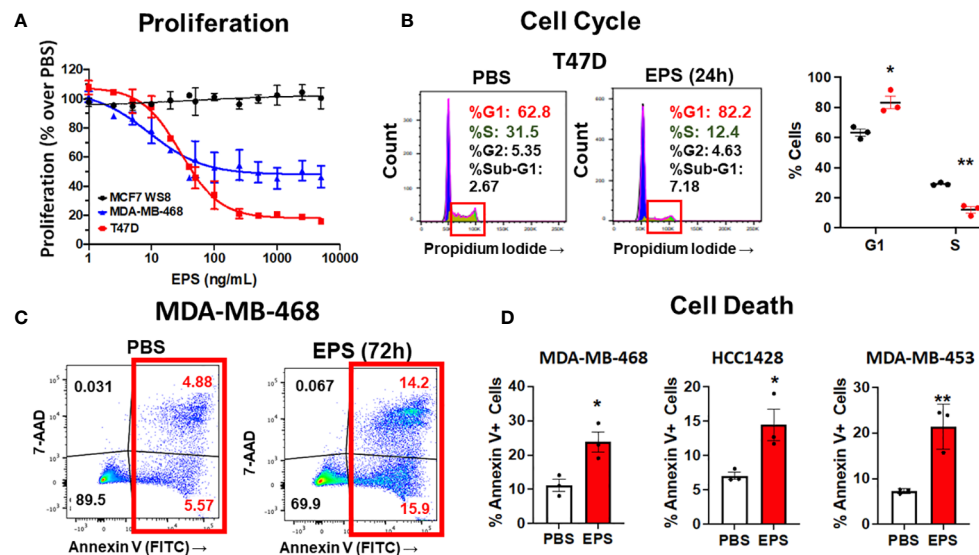 A
Proliferation
Proliferation (% over PBS)
120
100
80
60
40
20
0
MCF7 WS8
MDA-MB-468
T47D
1
10
100
1000
10000
EPS (ng/mL)
B
Cell Cycle
T47D
PBS
Count
%G1: 62.8
%S: 31.5
%G2: 5.35
%Sub-G1:
2.67
Propidium Iodide →
EPS (24h)
%G1: 82.2
%S: 12.4
%G2: 4.63
%Sub-G1:
7.18
Propidium Iodide →
% Cells
100
80
60
40
20
0
*
**
G1
S
C
MDA-MB-468
PBS
7-AAD
0.031
4.88
89.5
5.57
Annexin V (FITC) →
EPS (72h)
7-AAD
0.067
14.2
69.9
15.9
Annexin V (FITC) →
D
Cell Death
MDA-MB-468
% Annexin V+ Cells
40
30
20
10
0
*
PBS
EPS
HCC1428
% Annexin V+ Cells
20
15
10
5
0
*
PBS
EPS
MDA-MB-453
% Annexin V+ Cells
30
20
10
0
**
PBS
EPS